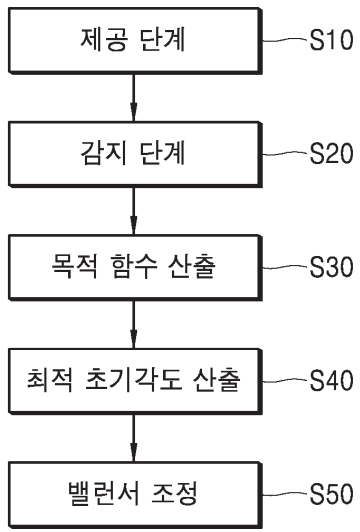 제공 단계 S10
감지 단계 S20
목적 함수 산출 S30
최적 초기각도 산출 S40
밸런서 조정 S50